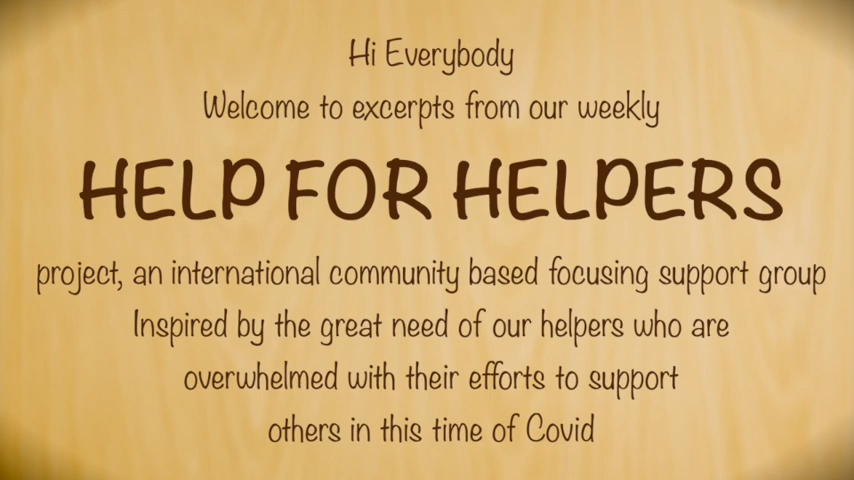 Hi Everybody
Welcome to excerpts from our weekly
HELP FOR HELPERS
project, an international community based focusing support group
Inspired by the great need of our helpers who are
overwhelmed with their efforts to support
others in this time of Covid